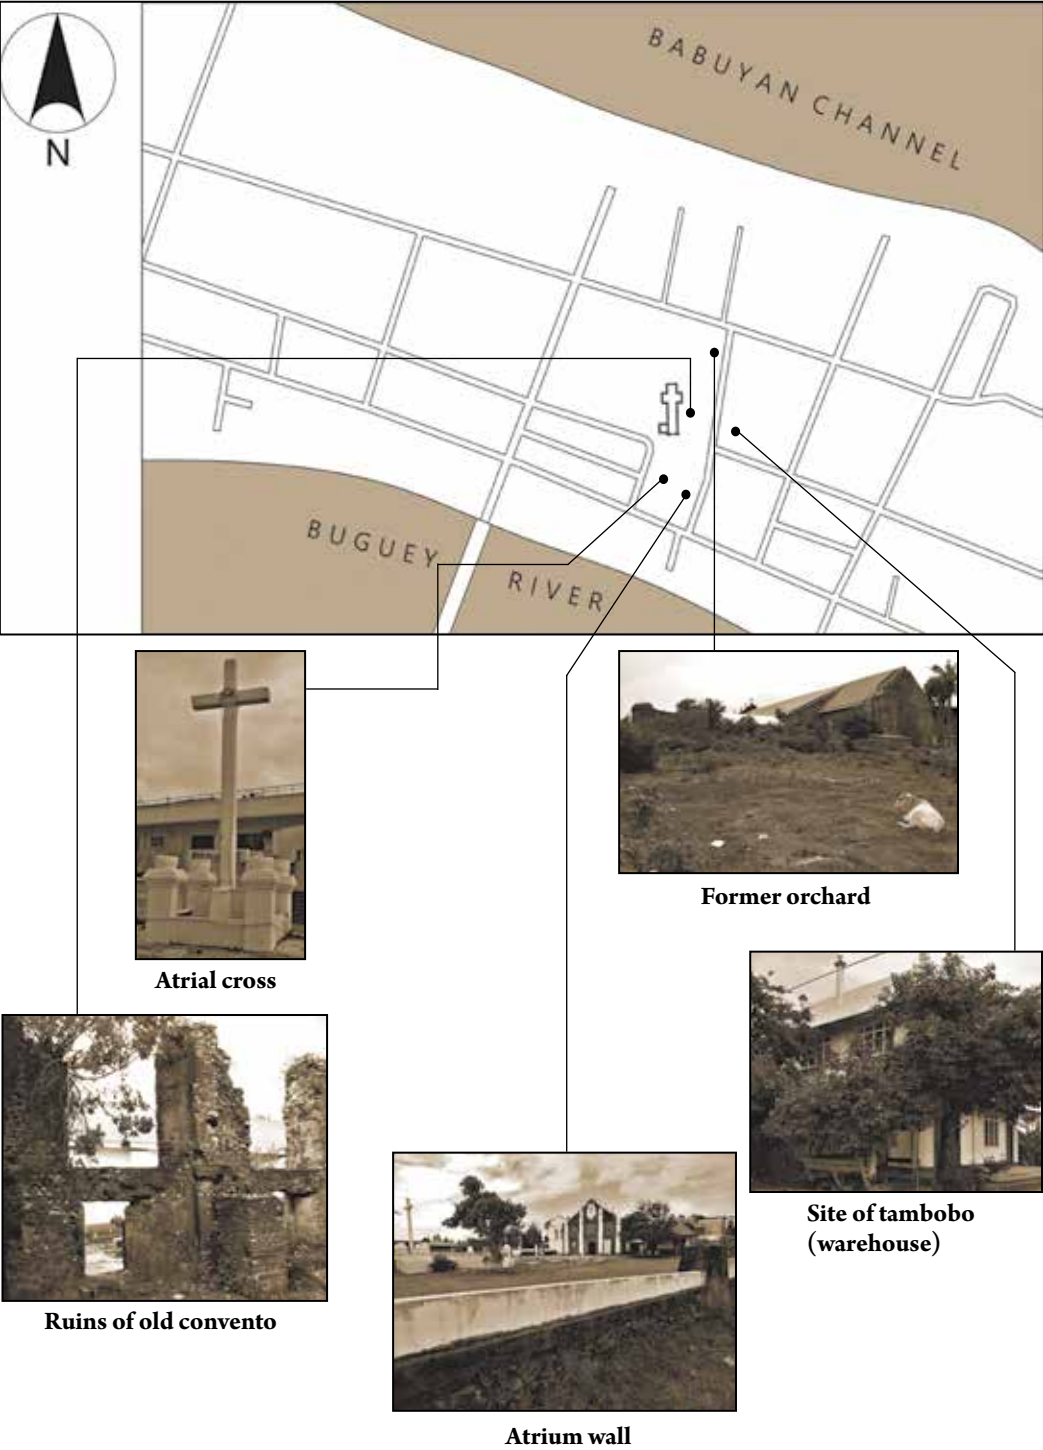 BABUYAN CHANNEL
N
BUGUEY RIVER
Former orchard
Atrial cross
Site of tambobo
(warehouse)
Ruins of old convento
Atrium wall